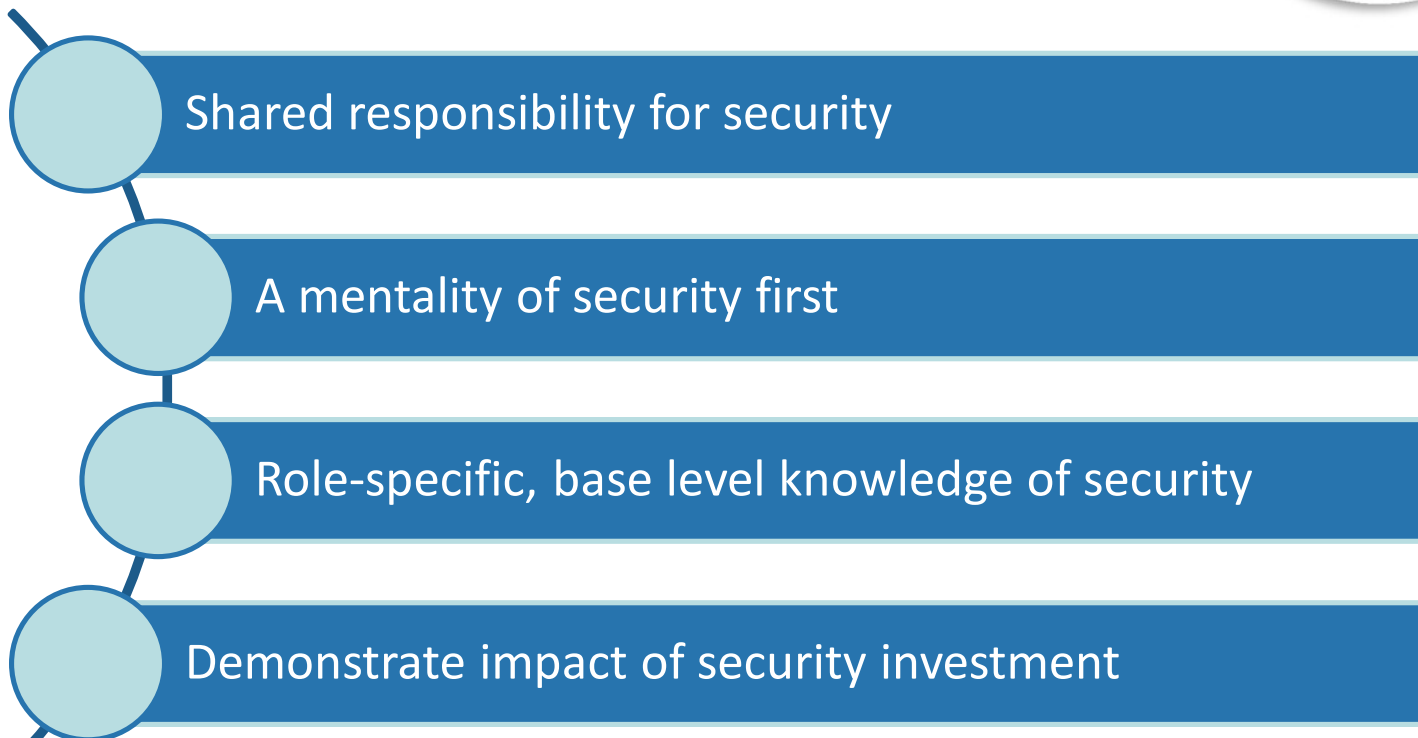 Shared responsibility for security
A mentality of security first
Role-specific, base level knowledge of security
Demonstrate impact of security investment